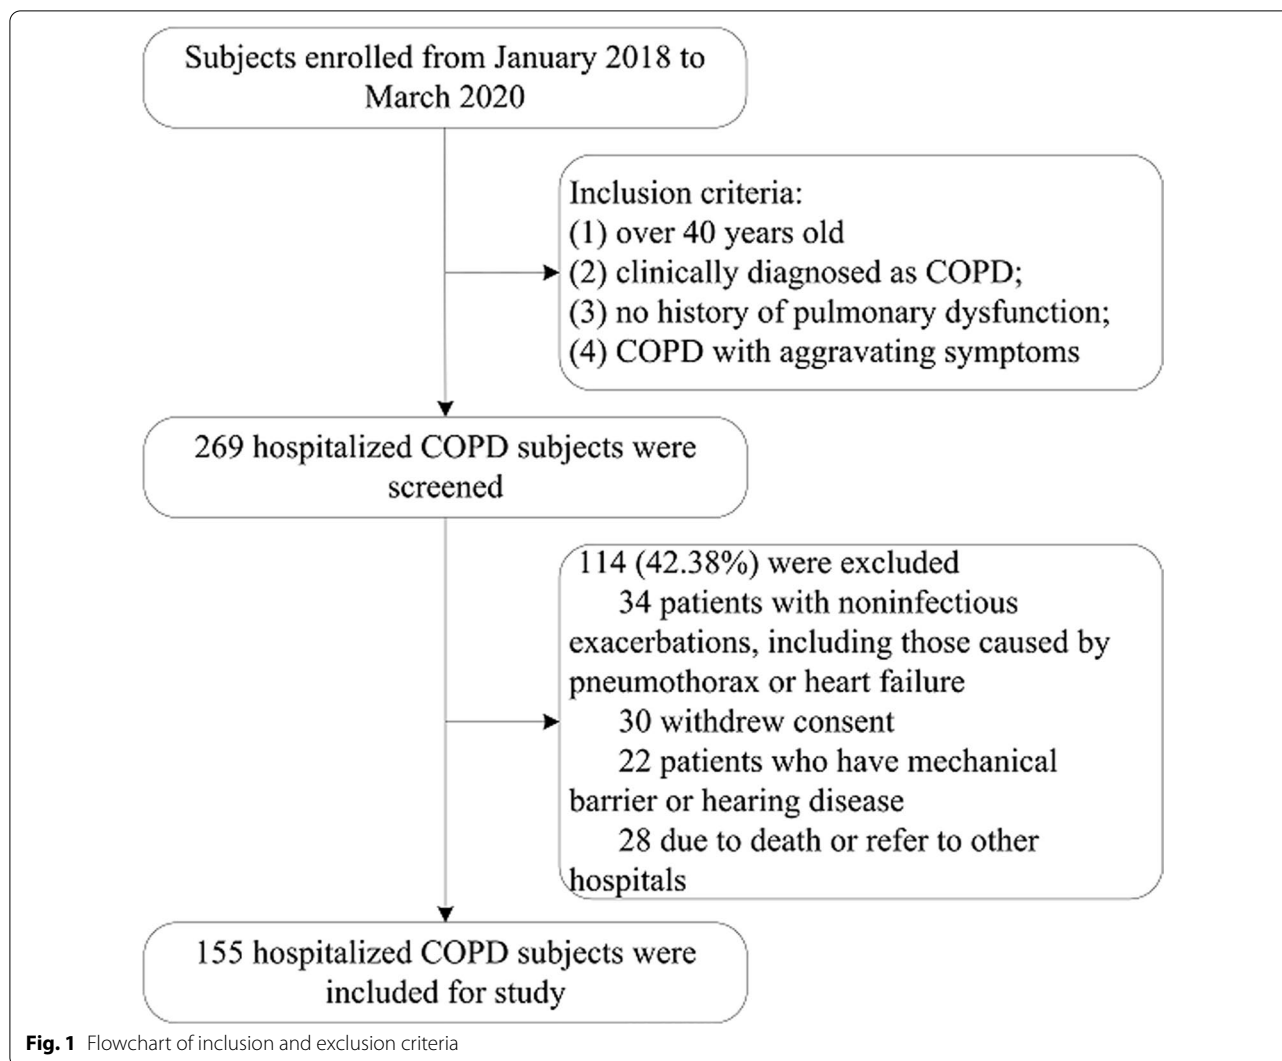 Subjects enrolled from January 2018 to
March 2020
Inclusion criteria:
(1) over 40 years old
(2) clinically diagnosed as COPD;
(3) no history of pulmonary dysfunction;
(4) COPD with aggravating symptoms
269 hospitalized COPD subjects were
screened
114 (42.38%) were excluded
34 patients with noninfectious
exacerbations, including those caused by
pneumothorax or heart failure
30 withdrew consent
22 patients who have mechanical
barrier or hearing disease
28 due to death or refer to other
hospitals
155 hospitalized COPD subjects were
included for study
Fig. 1 Flowchart of inclusion and exclusion criteria